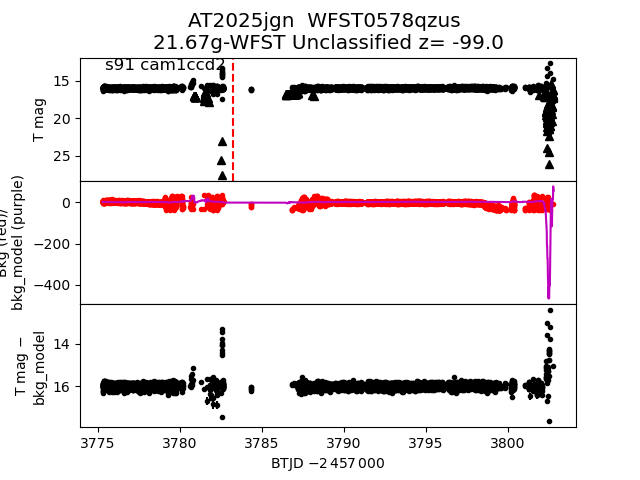 AT2025jgn  WFST0578qzus
21.67g-WFST Unclassified z= -99.0
s91 cam1ccd2
15
20
25
T mag
0
−200
−400
Bkg (red)/
bkg_model (purple)
14
16
T mag −
bkg_model
3775 3780 3785 3790 3795 3800
BTJD −2 457 000